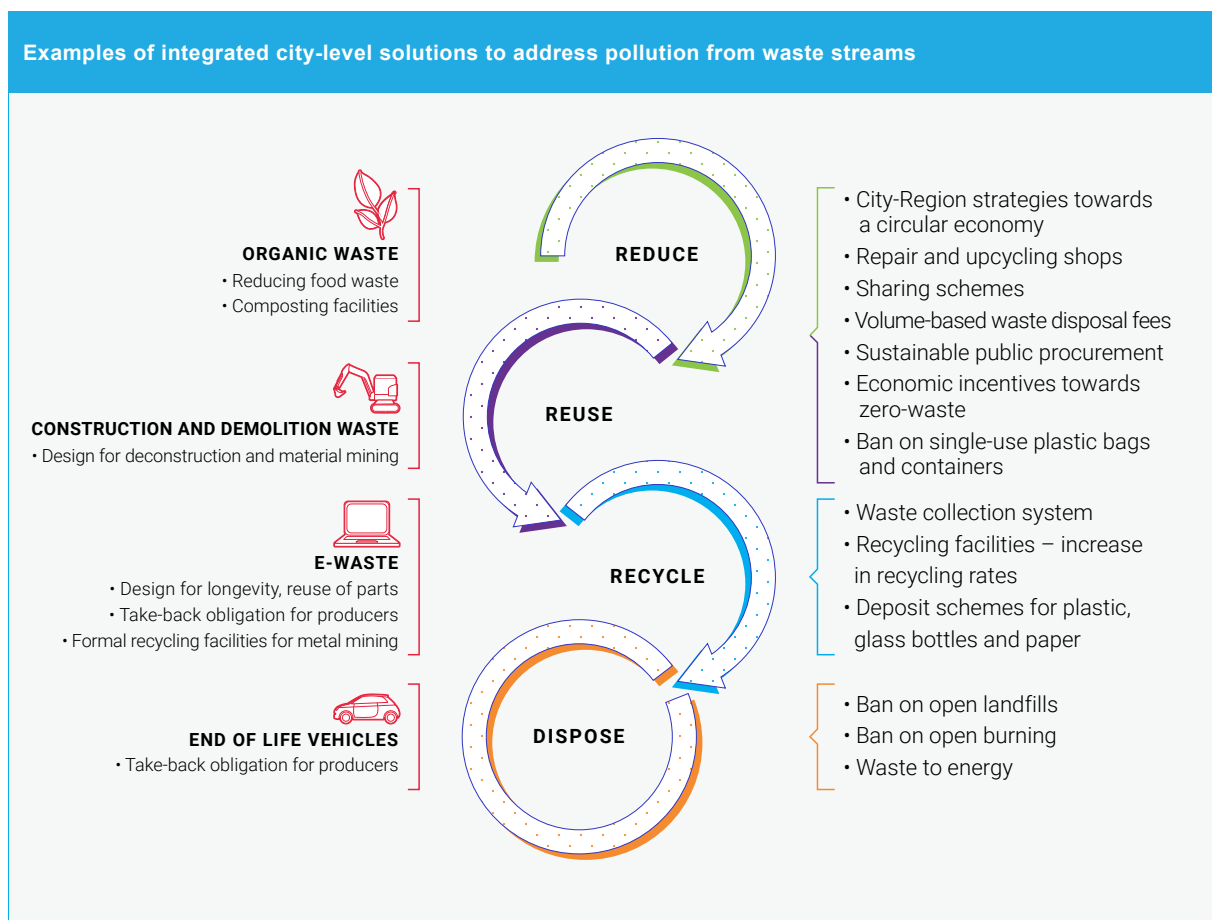 Examples of integrated city-level solutions to address pollution from waste streams
ORGANIC WASTE
• Reducing food waste
• Composting facilities
CONSTRUCTION AND DEMOLITION WASTE
• Design for deconstruction and material mining
E-WASTE
• Design for longevity, reuse of parts
• Take-back obligation for producers
• Formal recycling facilities for metal mining
END OF LIFE VEHICLES
• Take-back obligation for producers
REDUCE
REUSE
RECYCLE
DISPOSE
• City-Region strategies towards
a circular economy
• Repair and upcycling shops
• Sharing schemes
• Volume-based waste disposal fees
• Sustainable public procurement
• Economic incentives towards
zero-waste
• Ban on single-use plastic bags
and containers
• Waste collection system
• Recycling facilities – increase
in recycling rates
• Deposit schemes for plastic,
glass bottles and paper
• Ban on open landfills
• Ban on open burning
• Waste to energy